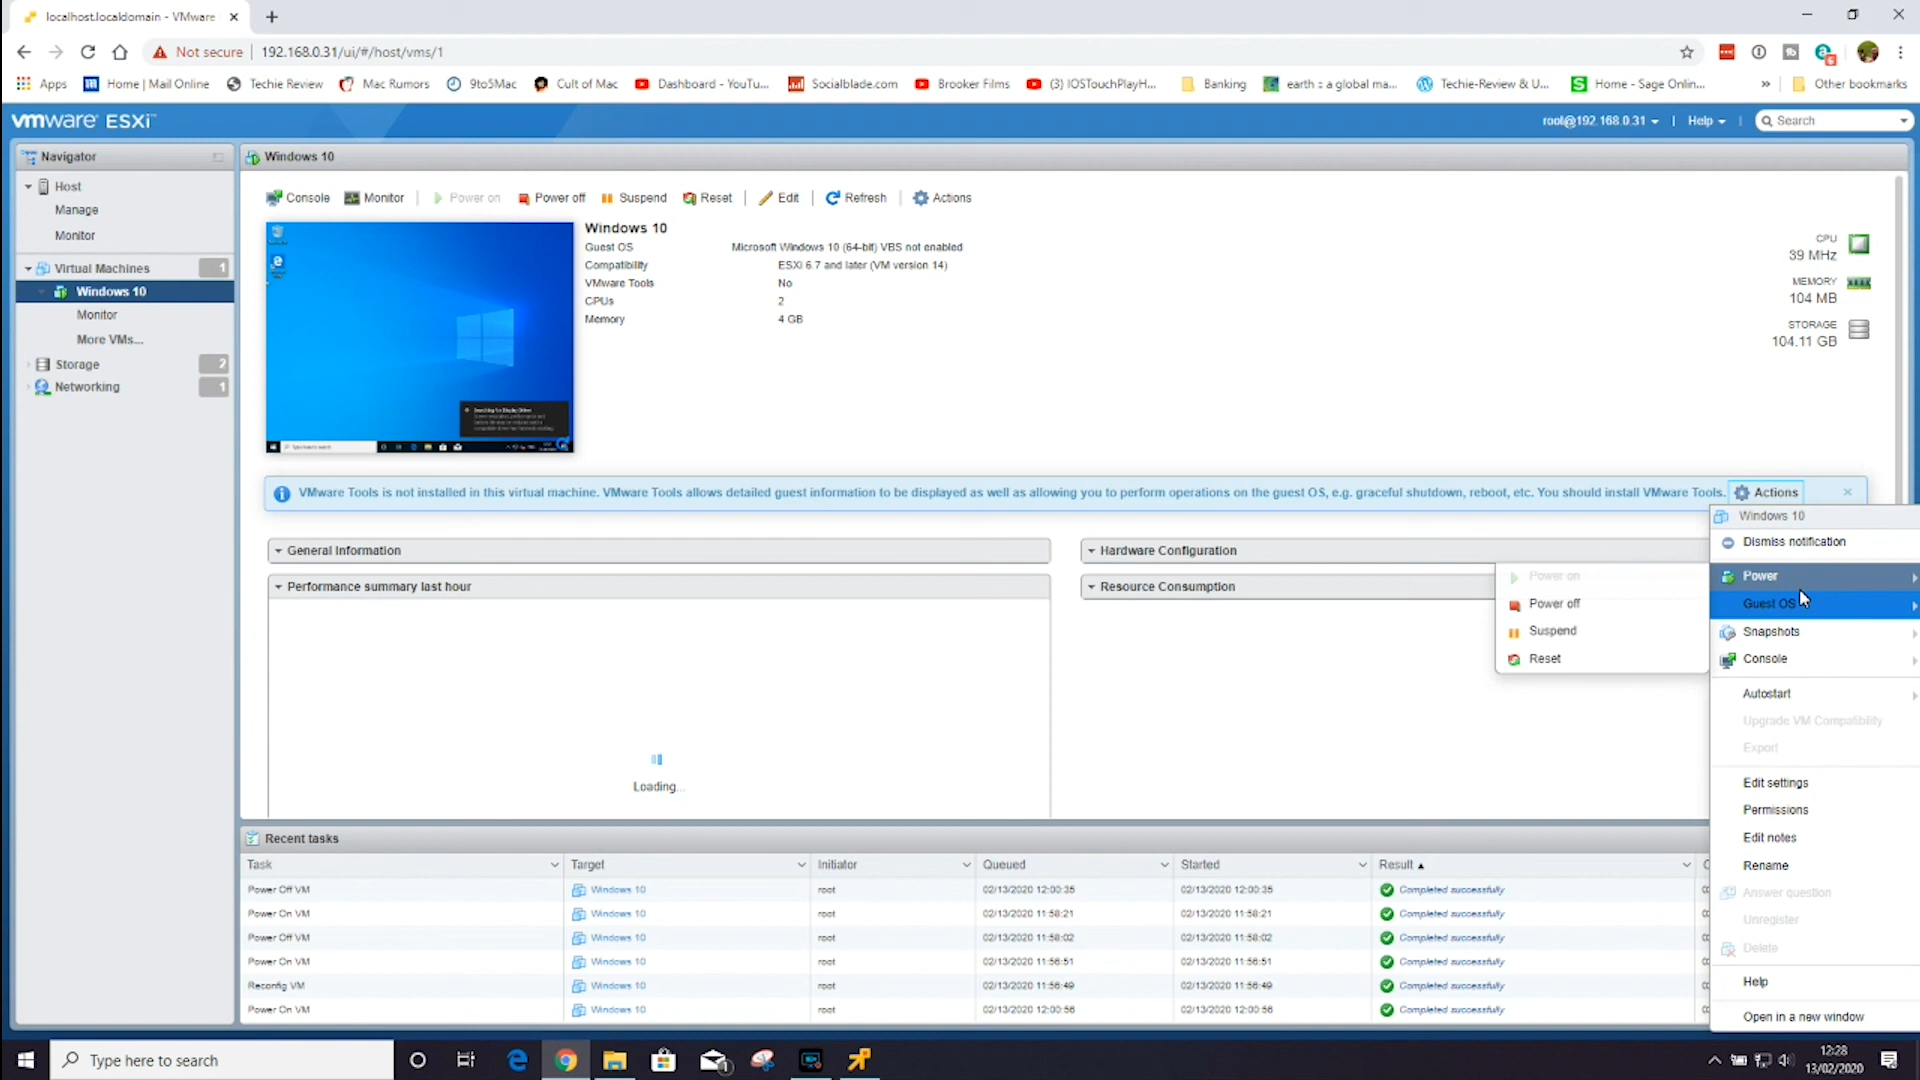 localhost.localdomain - VMware
Not secure
192.168.0.31/ui/#/host/vms/1
Apps
Home | Mail Online
Techie Review
Mac Rumors
9to5Mac
Cult of Mac
Dashboard - YouTu...
Socialblade.com
Brooker Films
(3) IOSTouchPlayH...
Banking
earth :: a global ma...
Techie-Review & U...
Home - Sage Onlin...
»
Other bookmarks
vmware ESXi™
root@192.168.0.31
Help
Search
Navigator
Host
Manage
Monitor
Virtual Machines 1
Windows 10
Monitor
More VMs...
Storage 2
Networking 1
Windows 10
Console
Monitor
Power on
Power off
Suspend
Reset
Edit
Refresh
Actions
Windows 10
Guest OS Microsoft Windows 10 (64-bit) VBS not enabled
Compatibility ESXi 6.7 and later (VM version 14)
VMware Tools No
CPUs 2
Memory 4 GB
CPU
39 MHz
MEMORY
104 MB
STORAGE
104.11 GB
VMware Tools is not installed in this virtual machine. VMware Tools allows detailed guest information to be displayed as well as allowing you to perform operations on the guest OS, e.g. graceful shutdown, reboot, etc. You should install VMware Tools.
Actions
General Information
Performance summary last hour
Loading...
Hardware Configuration
Resource Consumption
Power on
Power off
Suspend
Reset
Windows 10
Dismiss notification
Power
Guest OS
Snapshots
Console
Autostart
Upgrade VM Compatibility
Export
Edit settings
Permissions
Edit notes
Rename
Answer question
Unregister
Delete
Help
Open in a new window
Recent tasks
Task Target Initiator Queued Started Result
Power Off VM Windows 10 root 02/13/2020 12:00:35 02/13/2020 12:00:35 Completed successfully
Power On VM Windows 10 root 02/13/2020 11:58:21 02/13/2020 11:58:21 Completed successfully
Power Off VM Windows 10 root 02/13/2020 11:58:02 02/13/2020 11:58:02 Completed successfully
Power On VM Windows 10 root 02/13/2020 11:56:51 02/13/2020 11:56:51 Completed successfully
Reconfig VM Windows 10 root 02/13/2020 11:56:49 02/13/2020 11:56:49 Completed successfully
Power On VM Windows 10 root 02/13/2020 12:00:56 02/13/2020 12:00:56 Completed successfully
Type here to search
12:28
13/02/2020